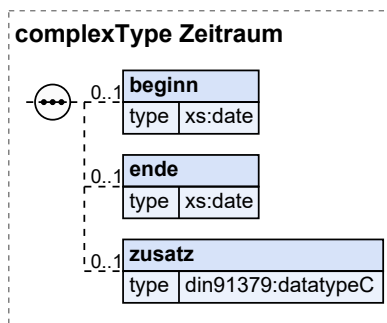 complexType Zeitraum
0..1
beginn
type xs:date
0..1
ende
type xs:date
0..1
zusatz
type din91379:datatypeC